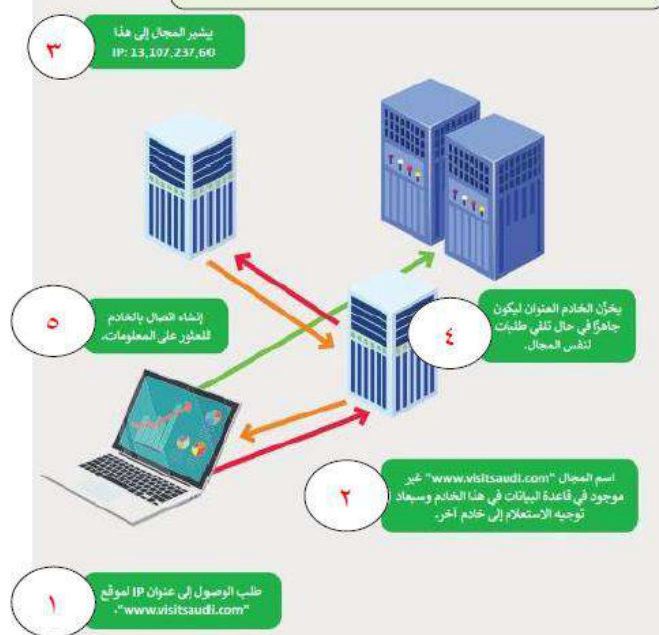 ٣
يشير المجال إلى هذا
IP: 13,107,237,60
٥
إنشاء اتصال بالخادم
للعثور على المعلومات.
٤
يخزّن الخادم العنوان ليكون
جاهزًا في حال تلقي طلبات
لنفس المجال.
٢
اسم المجال "www.visitsaudi.com" غير
موجود في قاعدة البيانات في هذا الخادم وسيعاد
توجيه الاستعلام إلى خادم آخر.
١
طلب الوصول إلى عنوان IP لموقع
"www.visitsaudi.com".